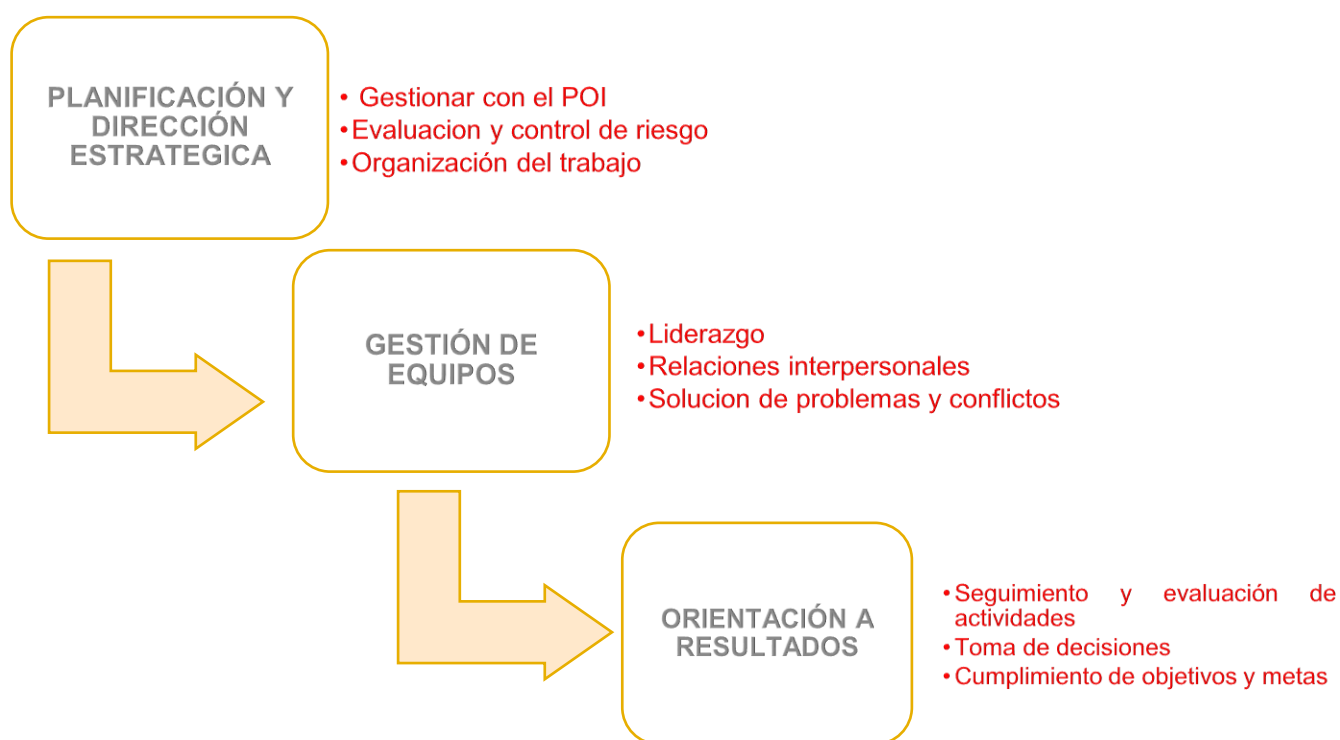 PLANIFICACIÓN Y
DIRECCIÓN
ESTRATEGICA
• Gestionar con el POI
• Evaluacion y control de riesgo
• Organización del trabajo
GESTIÓN DE
EQUIPOS
• Liderazgo
• Relaciones interpersonales
• Solucion de problemas y conflictos
ORIENTACIÓN A
RESULTADOS
• Seguimiento y evaluación de
actividades
• Toma de decisiones
• Cumplimiento de objetivos y metas